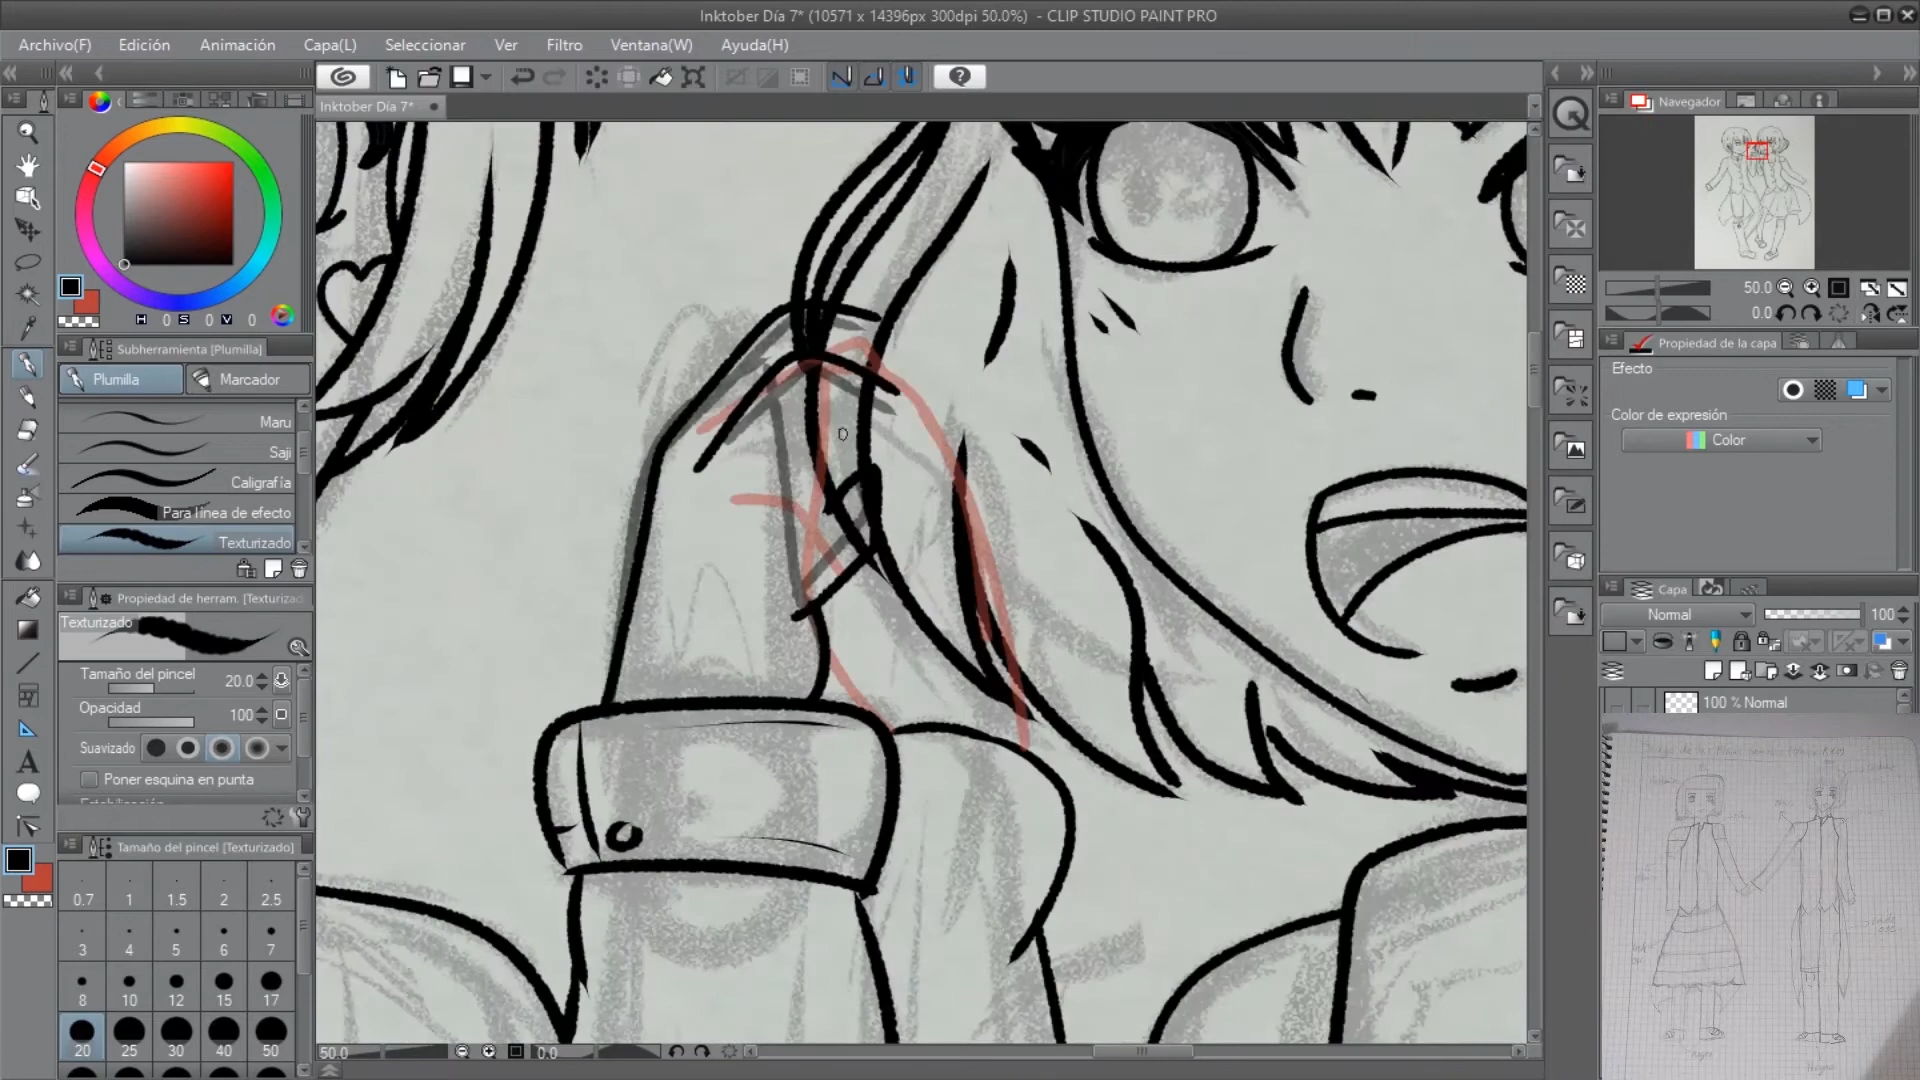 Inktober Día 7* (10571 x 14396px 300dpi 50.0%) - CLIP STUDIO PAINT PRO
Archivo(F) Edición Animación Capa(L) Seleccionar Ver Filtro Ventana(W) Ayuda(H)
Inktober Día 7*
Navegador
H 0 S 0 V 0
50.0
0.0
Subherramienta [Plumilla]
Plumilla Marcador
Maru
Saji
Caligrafía
Para línea de efecto
Texturizado
Propiedad de la capa
Efecto
Color de expresión
Color
Propiedad de herram. [Texturizad
Texturizado
Tamaño del pincel 20.0
Opacidad 100
Suavizado
Poner esquina en punta
Capa
Normal 100
100 % Normal
Tamaño del pincel [Texturizado]
0.7 1 1.5 2 2.5
3 4 5 6 7
8 10 12 15 17
20 25 30 40 50
50.0 0.0